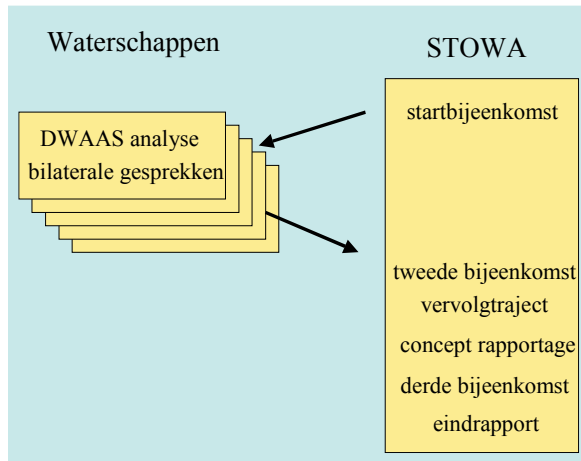 Waterschappen
STOWA
DWAAS analyse
bilaterale gesprekken
startbijeenkomst
tweede bijeenkomst
vervolgtraject
concept rapportage
derde bijeenkomst
eindrapport